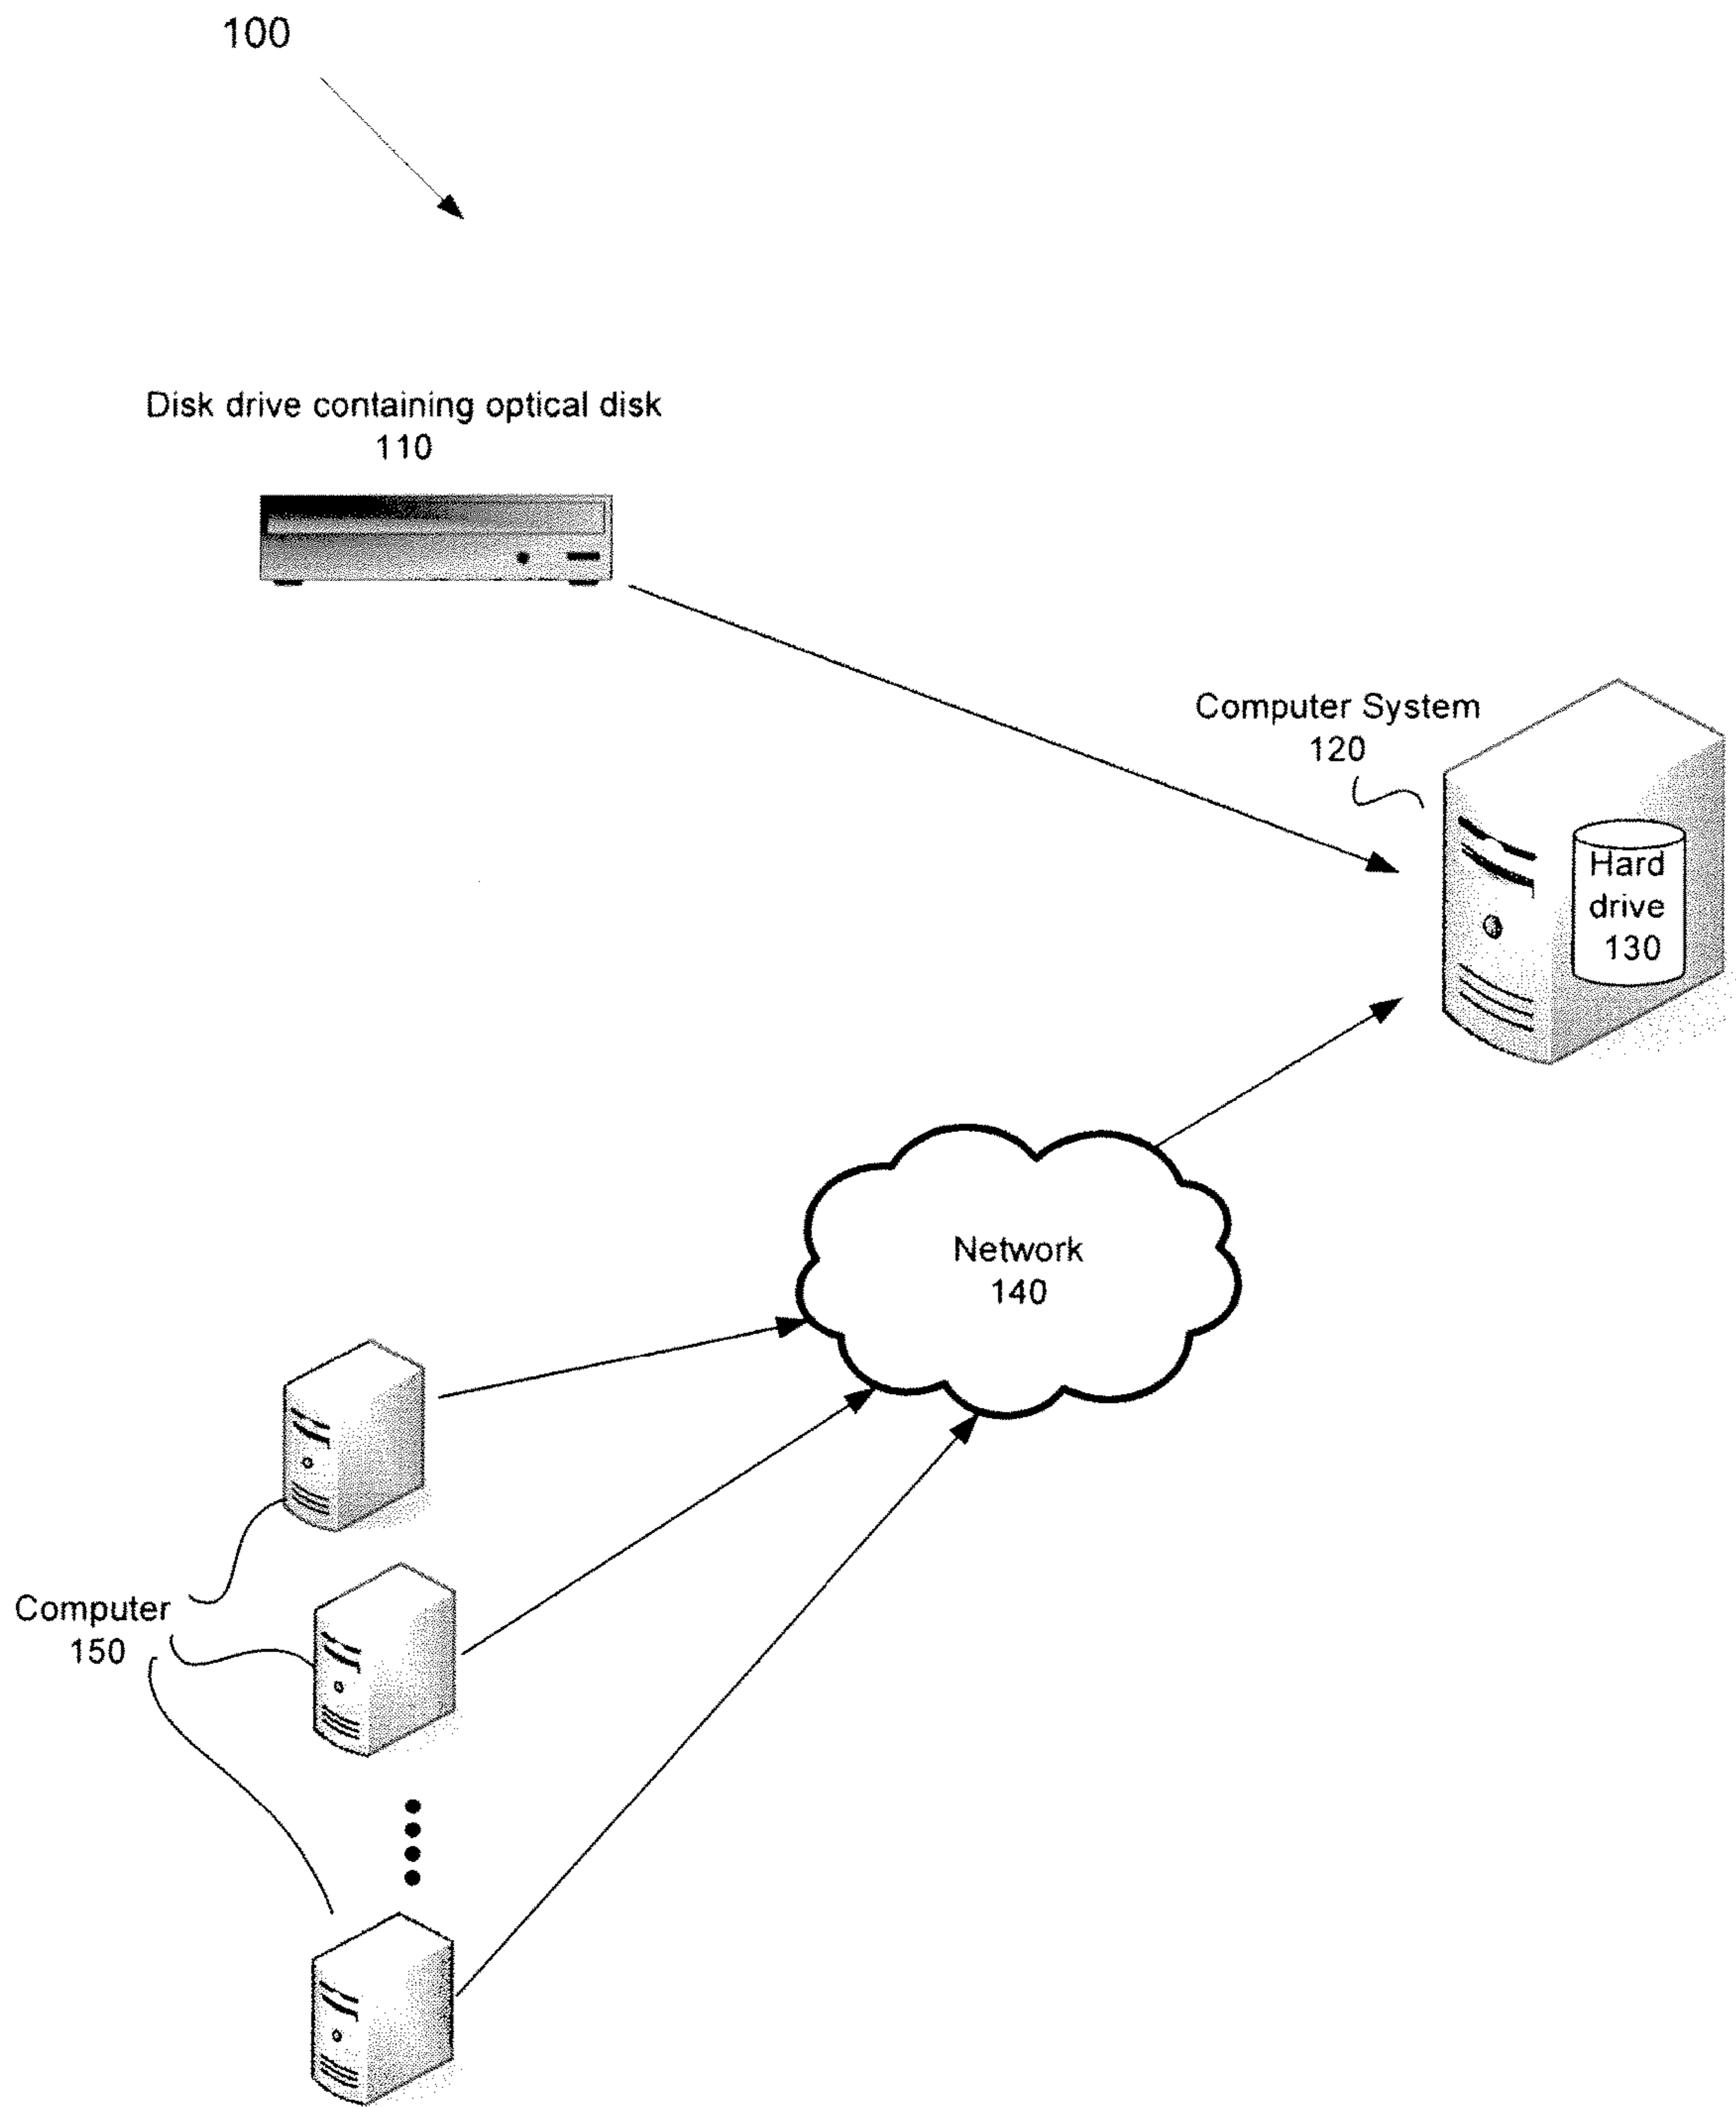 100
Disk drive containing optical disk
110
Computer System
120
Hard
drive
130
Network
140
Computer
150